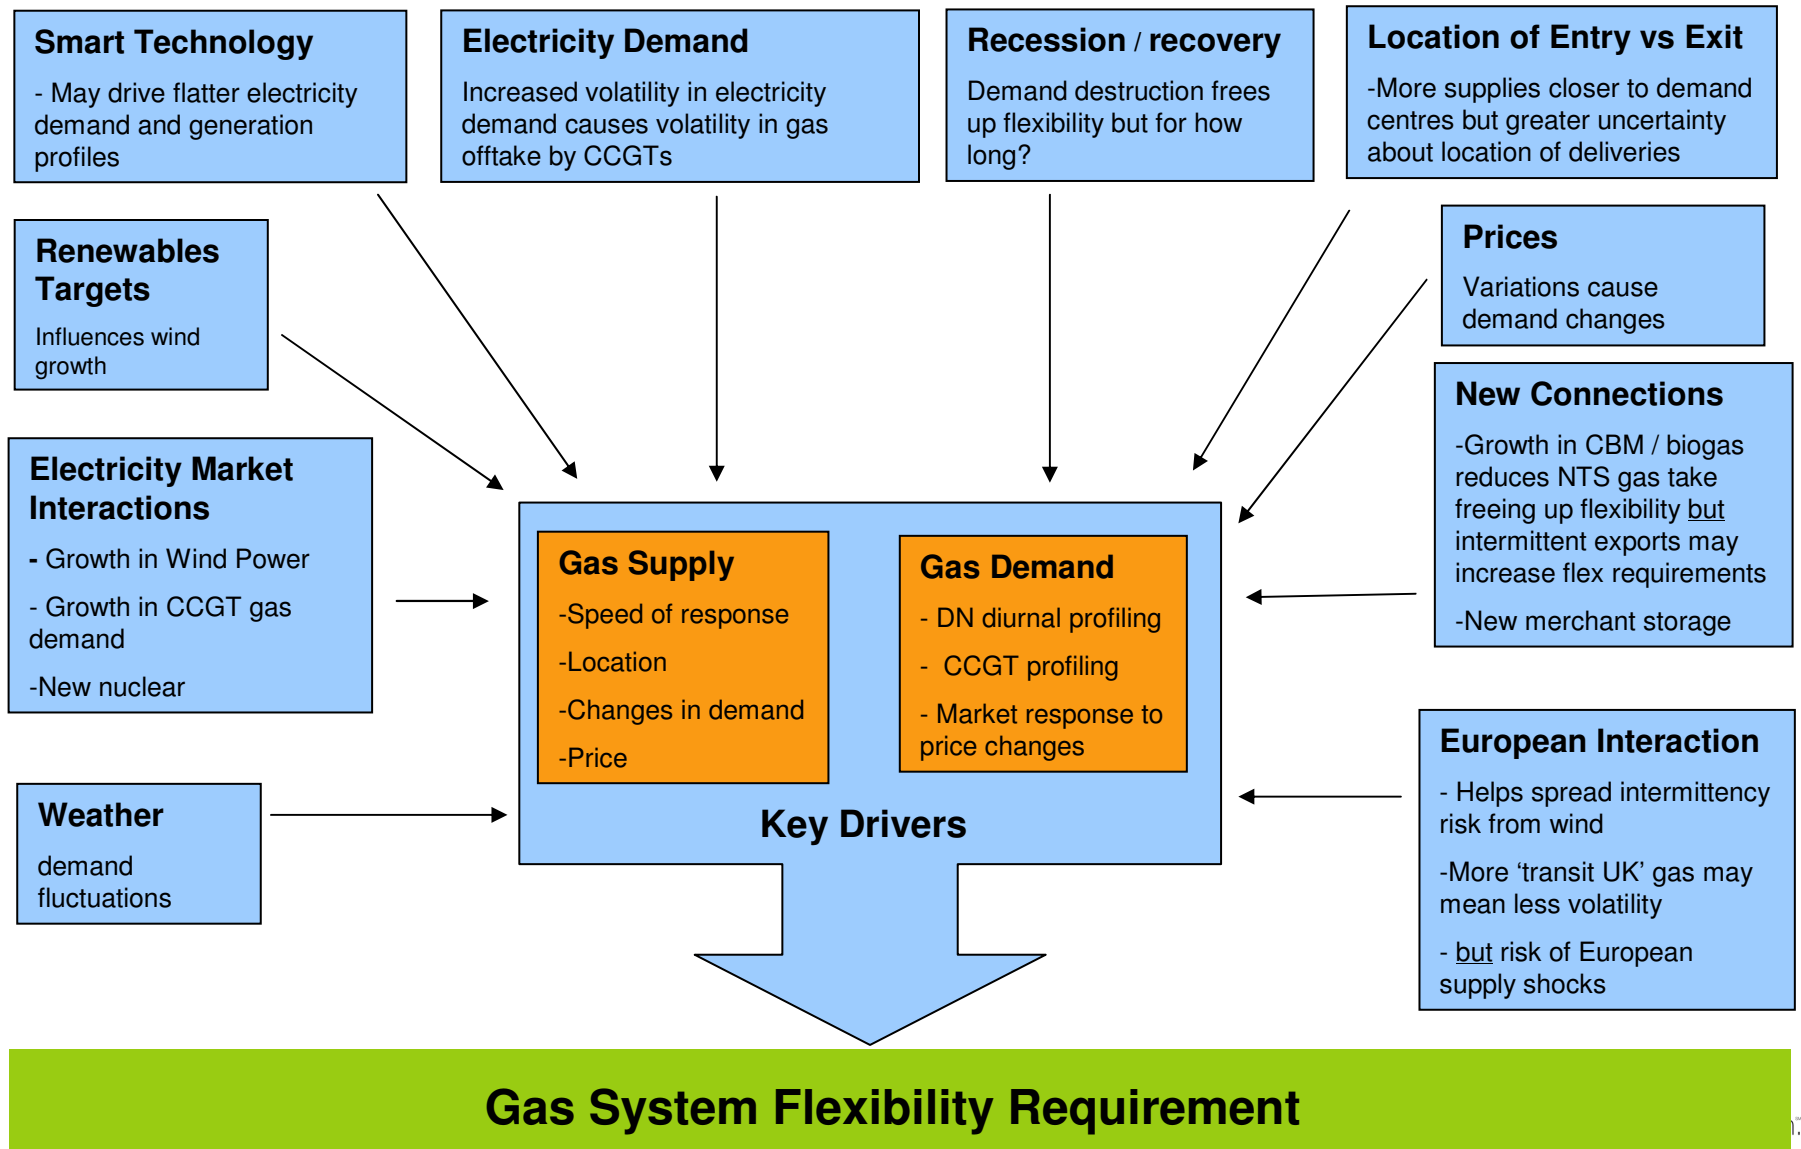 Smart Technology
- May drive flatter electricity
demand and generation
profiles
Electricity Demand
Increased volatility in electricity
demand causes volatility in gas
offtake by CCGTs
Recession / recovery
Demand destruction frees
up flexibility but for how
long?
Location of Entry vs Exit
-More supplies closer to demand
centres but greater uncertainty
about location of deliveries
Renewables
Targets
Influences wind
growth
Prices
Variations cause
demand changes
Electricity Market
Interactions
- Growth in Wind Power
- Growth in CCGT gas
demand
-New nuclear
New Connections
-Growth in CBM / biogas
reduces NTS gas take
freeing up flexibility but
intermittent exports may
increase flex requirements
-New merchant storage
Gas Supply
-Speed of response
-Location
-Changes in demand
-Price
Gas Demand
- DN diurnal profiling
- CCGT profiling
- Market response to
price changes
Key Drivers
Weather
demand
fluctuations
European Interaction
- Helps spread intermittency
risk from wind
-More ‘transit UK’ gas may
mean less volatility
- but risk of European
supply shocks
Gas System Flexibility Requirement